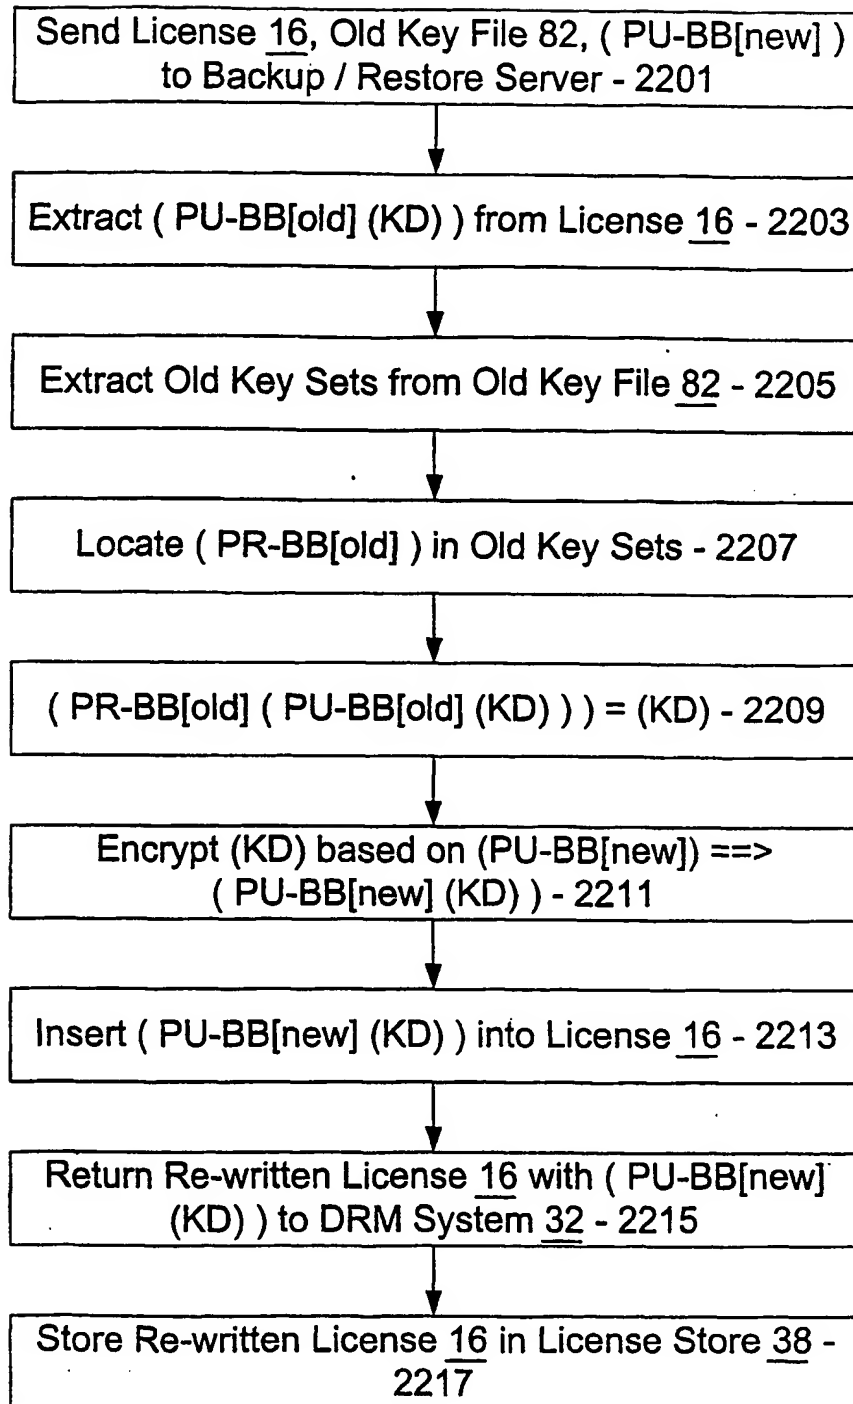 Send License 16, Old Key File 82, ( PU-BB[new] )
to Backup / Restore Server - 2201
Extract ( PU-BB[old] (KD) ) from License 16 - 2203
Extract Old Key Sets from Old Key File 82 - 2205
Locate ( PR-BB[old] ) in Old Key Sets - 2207
( PR-BB[old] ( PU-BB[old] (KD) ) ) = (KD) - 2209
Encrypt (KD) based on (PU-BB[new]) ==>
( PU-BB[new] (KD) ) - 2211
Insert ( PU-BB[new] (KD) ) into License 16 - 2213
Return Re-written License 16 with ( PU-BB[new]
(KD) ) to DRM System 32 - 2215
Store Re-written License 16 in License Store 38 -
2217